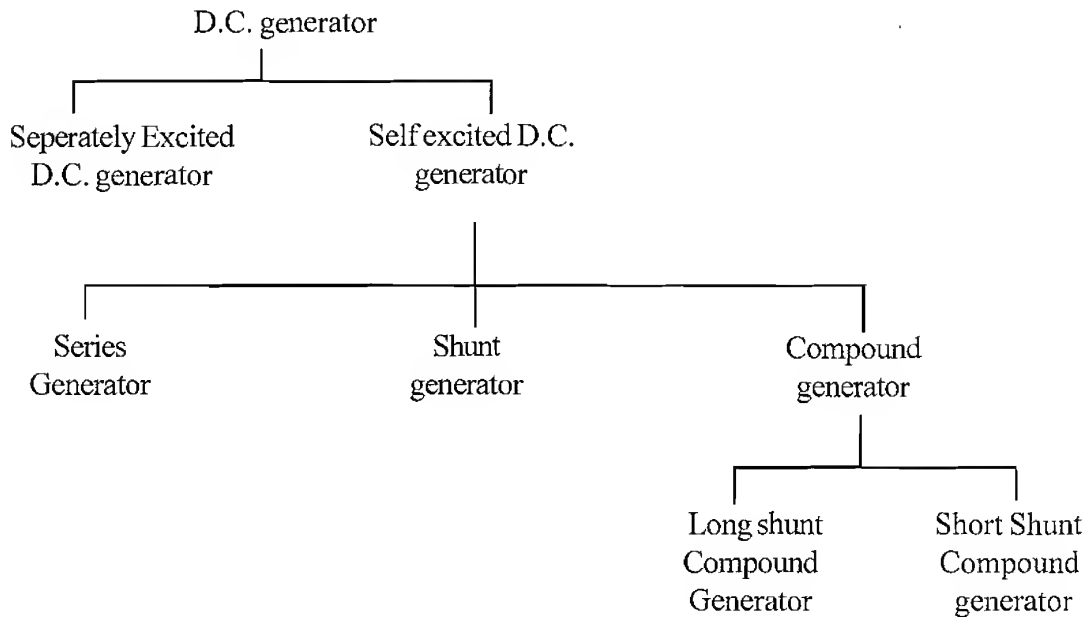 D.C. generator
Seperately Excited
D.C. generator
Self excited D.C.
generator
Series
Generator
Shunt
generator
Compound
generator
Long shunt
Compound
Generator
Short Shunt
Compound
generator